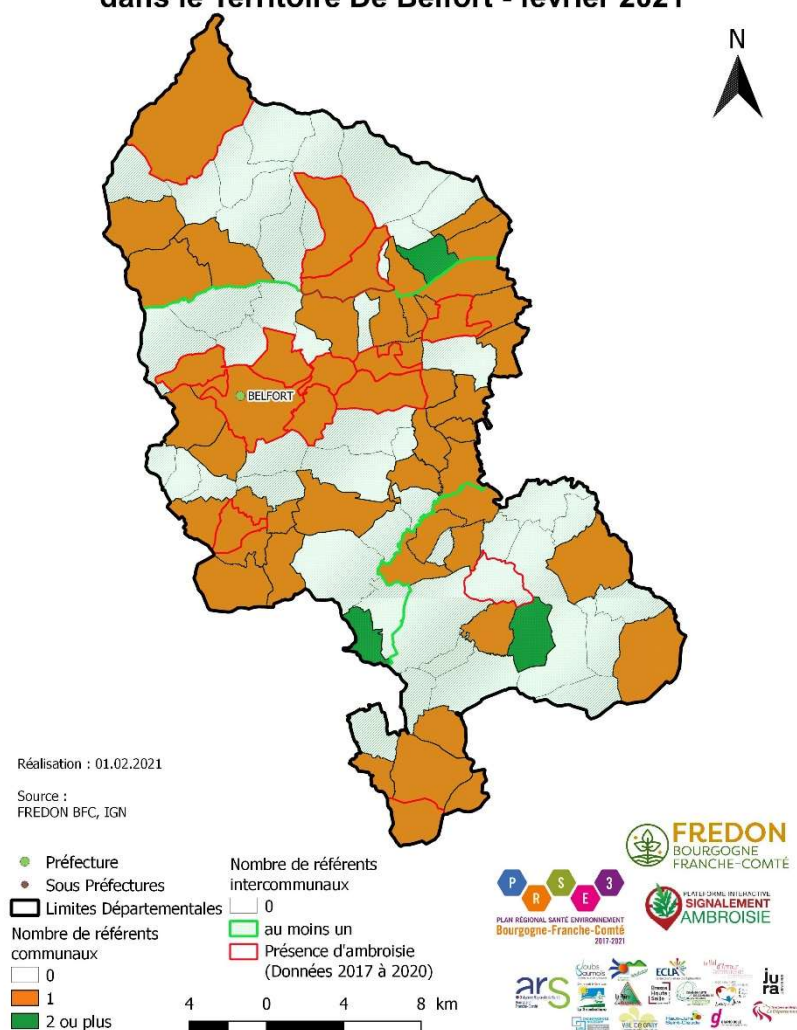 dans le Territoire De Belfort - février 2021
N
BELFORT
Réalisation : 01.02.2021
Source :
FREDON BFC, IGN
Préfecture
Sous Préfectures
Limites Départementales
Nombre de référents
communaux
0
1
2 ou plus
Nombre de référents
intercommunaux
0
au moins un
Présence d'ambroisie
(Données 2017 à 2020)
4 0 4 8 km
FREDON
BOURGOGNE
FRANCHE-COMTÉ
P R S E 3
PLAN RÉGIONAL SANTÉ ENVIRONNEMENT
Bourgogne-Franche-Comté
2017-2021
PLATEFORME INTERACTIVE
SIGNALEMENT
AMBROISIE
ars
ECLA
jura